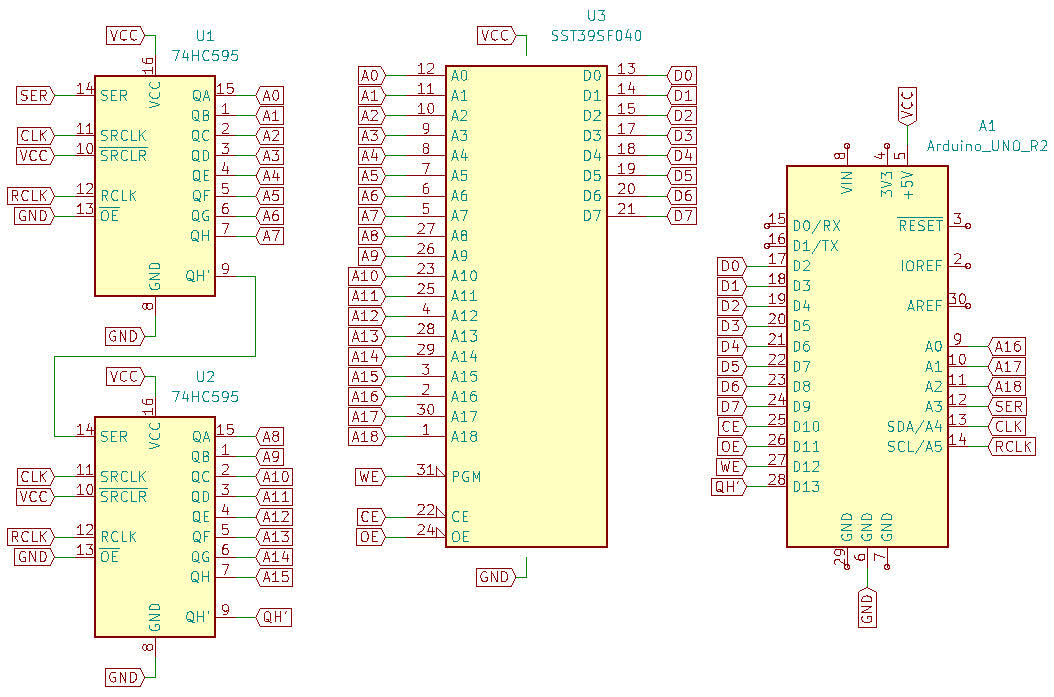 U1
74HC595
VCC
16
VCC
SER 14 SER QA 15 A0
QB 1 A1
CLK 11 SRCLK QC 2 A2
VCC 10 SRCLR QD 3 A3
QE 4 A4
RCLK 12 RCLK QF 5 A5
GND 13 OE QG 6 A6
QH 7 A7
GND QH' 9
8
GND
U2
74HC595
VCC
16
VCC
14 SER QA 15 A8
QB 1 A9
CLK 11 SRCLK QC 2 A10
VCC 10 SRCLR QD 3 A11
QE 4 A12
RCLK 12 RCLK QF 5 A13
GND 13 OE QG 6 A14
QH 7 A15
GND QH' 9 QH'
8
GND
U3
SST39SF040
VCC
A0 12 A0 D0 13 D0
A1 11 A1 D1 14 D1
A2 10 A2 D2 15 D2
A3 9 A3 D3 17 D3
A4 8 A4 D4 18 D4
A5 7 A5 D5 19 D5
A6 6 A6 D6 20 D6
A7 5 A7 D7 21 D7
A8 27 A8
A9 26 A9
A10 23 A10
A11 25 A11
A12 4 A12
A13 28 A13
A14 29 A14
A15 3 A15
A16 2 A16
A17 30 A17
A18 1 A18
WE 31 PGM
CE 22 CE
OE 24 OE
GND
A1
Arduino_UNO_R2
VCC
8 4 5
VIN 3V3 +5V
15 D0/RX RESET 3
16 D1/TX
D0 17 D2 IOREF 2
D1 18 D3
D2 19 D4 AREF 30
D3 20 D5
D4 21 D6 A0 9 A16
D5 22 D7 A1 10 A17
D6 23 D8 A2 11 A18
D7 24 D9 A3 12 SER
CE 25 D10 SDA/A4 13 CLK
OE 26 D11 SCL/A5 14 RCLK
WE 27 D12
QH' 28 D13
GND GND GND
29 6 7
GND